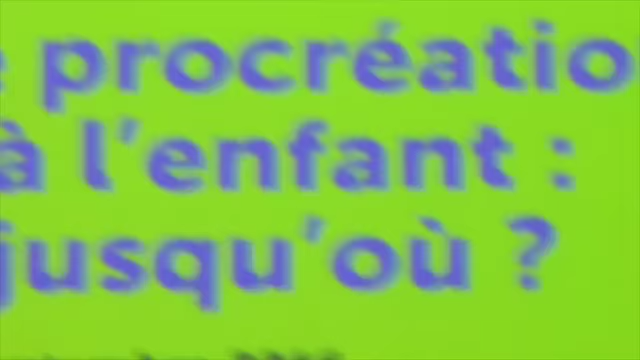 procréatio
à l'enfant :
jusqu'où ?